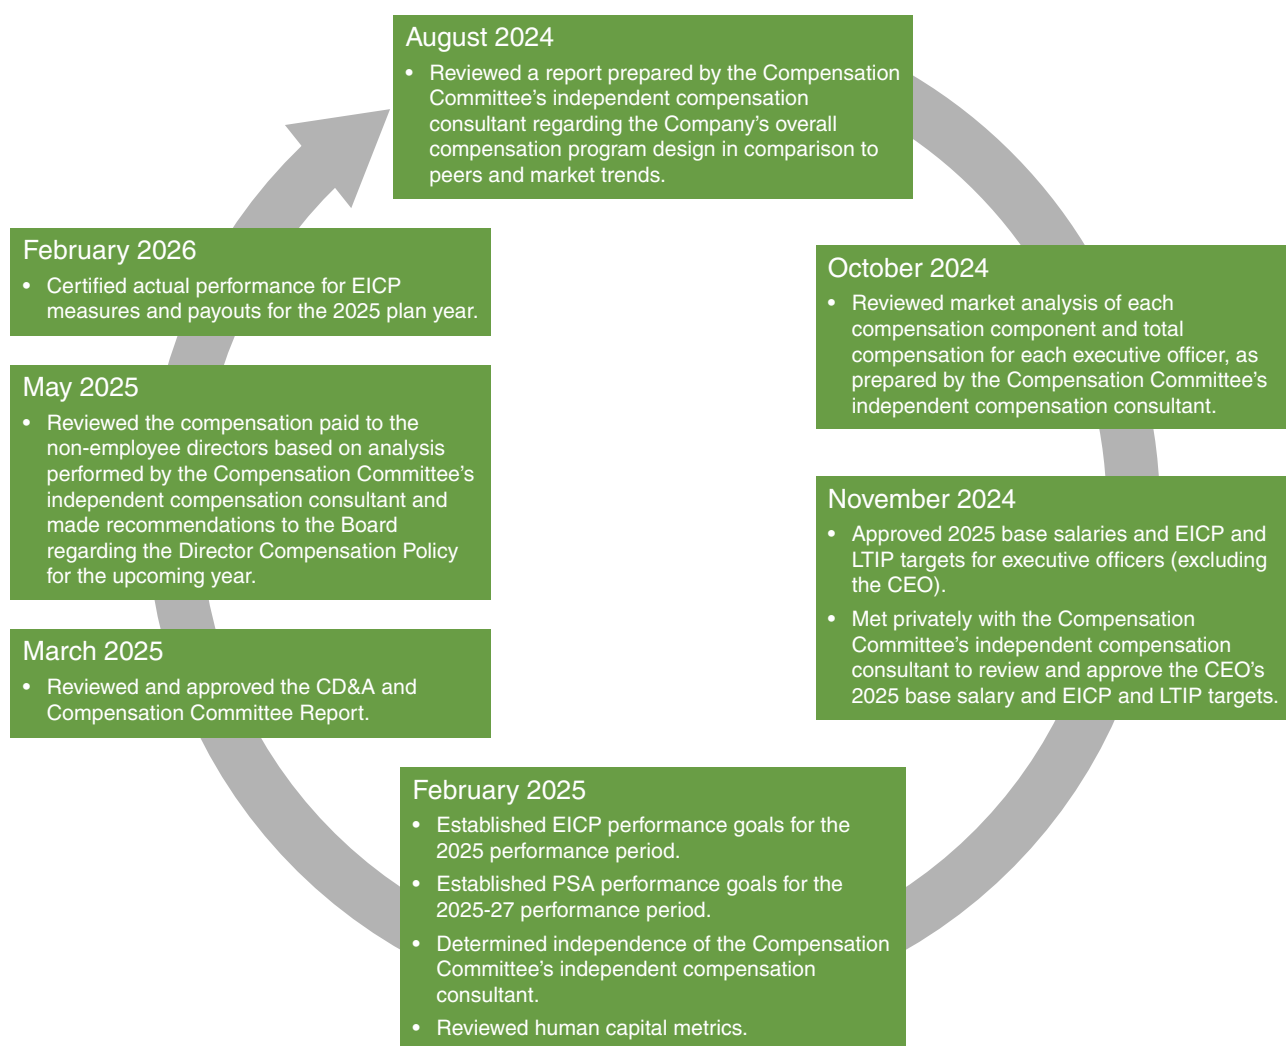 August 2024
• Reviewed a report prepared by the Compensation
Committee’s independent compensation
consultant regarding the Company’s overall
compensation program design in comparison to
peers and market trends.
October 2024
• Reviewed market analysis of each
compensation component and total
compensation for each executive officer, as
prepared by the Compensation Committee’s
independent compensation consultant.
November 2024
• Approved 2025 base salaries and EICP and
LTIP targets for executive officers (excluding
the CEO).
• Met privately with the Compensation
Committee’s independent compensation
consultant to review and approve the CEO’s
2025 base salary and EICP and LTIP targets.
February 2025
• Established EICP performance goals for the
2025 performance period.
• Established PSA performance goals for the
2025-27 performance period.
• Determined independence of the Compensation
Committee’s independent compensation
consultant.
• Reviewed human capital metrics.
March 2025
• Reviewed and approved the CD&A and
Compensation Committee Report.
May 2025
• Reviewed the compensation paid to the
non-employee directors based on analysis
performed by the Compensation Committee’s
independent compensation consultant and
made recommendations to the Board
regarding the Director Compensation Policy
for the upcoming year.
February 2026
• Certified actual performance for EICP
measures and payouts for the 2025 plan year.